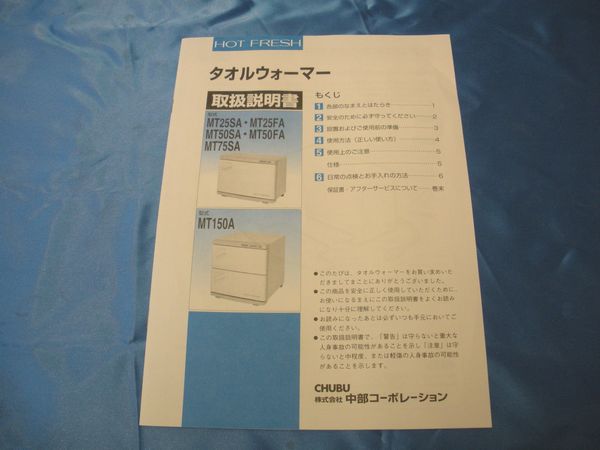 HOT FRESH
タオルウォーマー
取扱説明書
型式
MT25SA・MT25FA
MT50SA・MT50FA
MT75SA
型式
MT150A
もくじ
1 各部のなまえとはたらき 1
2 安全のために必ず守ってください 2
3 設置およびご使用前の準備 3
4 使用方法（正しい使い方） 4
5 使用上のご注意 5
仕様 5
6 日常の点検とお手入れの方法 6
保証書・アフターサービスについて 巻末
●このたびは、タオルウォーマーをお買い求めいた
だきましてまことにありがとうございました。
●この商品を安全に正しく使用していただくために、
お使いになるまえにこの取扱説明書をよくお読み
になり十分に理解してください。
●お読みになったあとは必ずいつも手元においてご
使用ください。
●この取扱説明書で、「警告」は守らないと重大な
人身事故の可能性があることを示し「注意」は守
らないと中程度、または軽傷の人身事故の可能性
があることを示します。
CHUBU
株式会社 中部コーポレーション